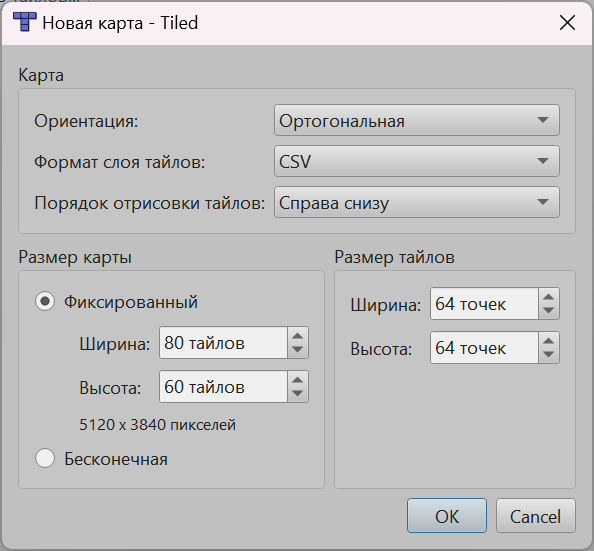 Новая карта - Tiled
Карта
Ориентация: Ортогональная
Формат слоя тайлов: CSV
Порядок отрисовки тайлов: Справа снизу
Размер карты
Фиксированный
Ширина: 80 тайлов
Высота: 60 тайлов
5120 x 3840 пикселей
Бесконечная
Размер тайлов
Ширина: 64 точек
Высота: 64 точек
OK
Cancel